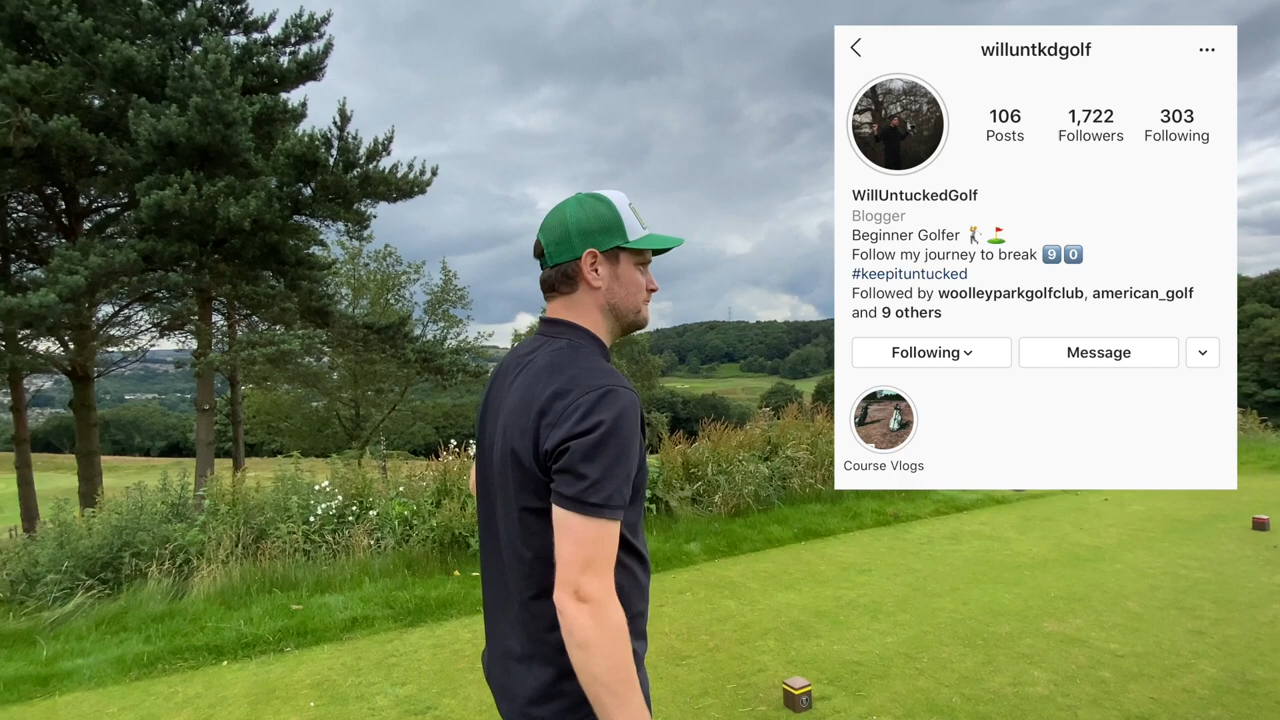 willuntkdgolf
106
1,722
303
Posts
Followers
Following
WillUntuckedGolf
Blogger
Beginner Golfer 🏌️⛳
Follow my journey to break 9️⃣0️⃣
#keepituntucked
Followed by woolleyparkgolfclub, american_golf
and 9 others
Following
Message
Course Vlogs